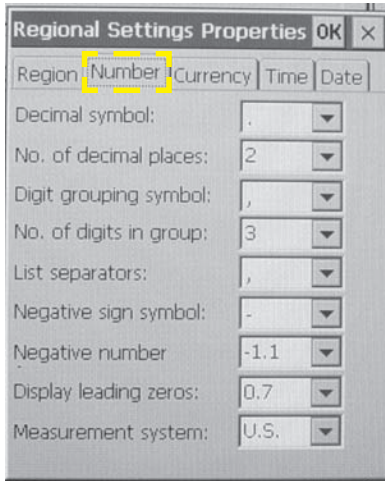 Regional Settings Properties OK ×
Region Number Currency Time Date
Decimal symbol: .
No. of decimal places: 2
Digit grouping symbol: ,
No. of digits in group: 3
List separators: ,
Negative sign symbol: -
Negative number -1.1
Display leading zeros: 0.7
Measurement system: U.S.